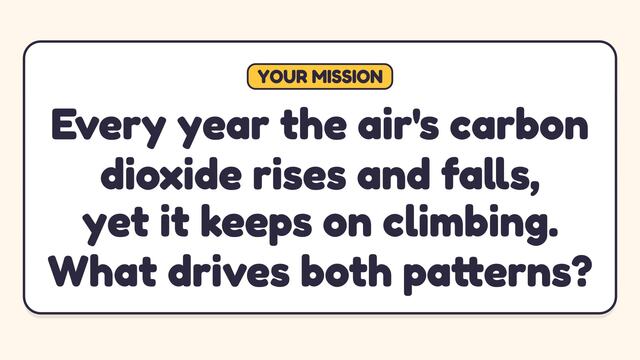 YOUR MISSION
Every year the air's carbon
dioxide rises and falls,
yet it keeps on climbing.
What drives both patterns?